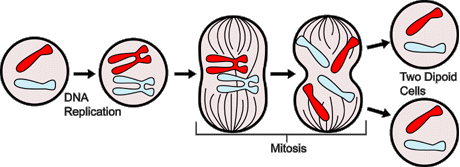 DNA
Replication
Mitosis
Two Dipoid
Cells